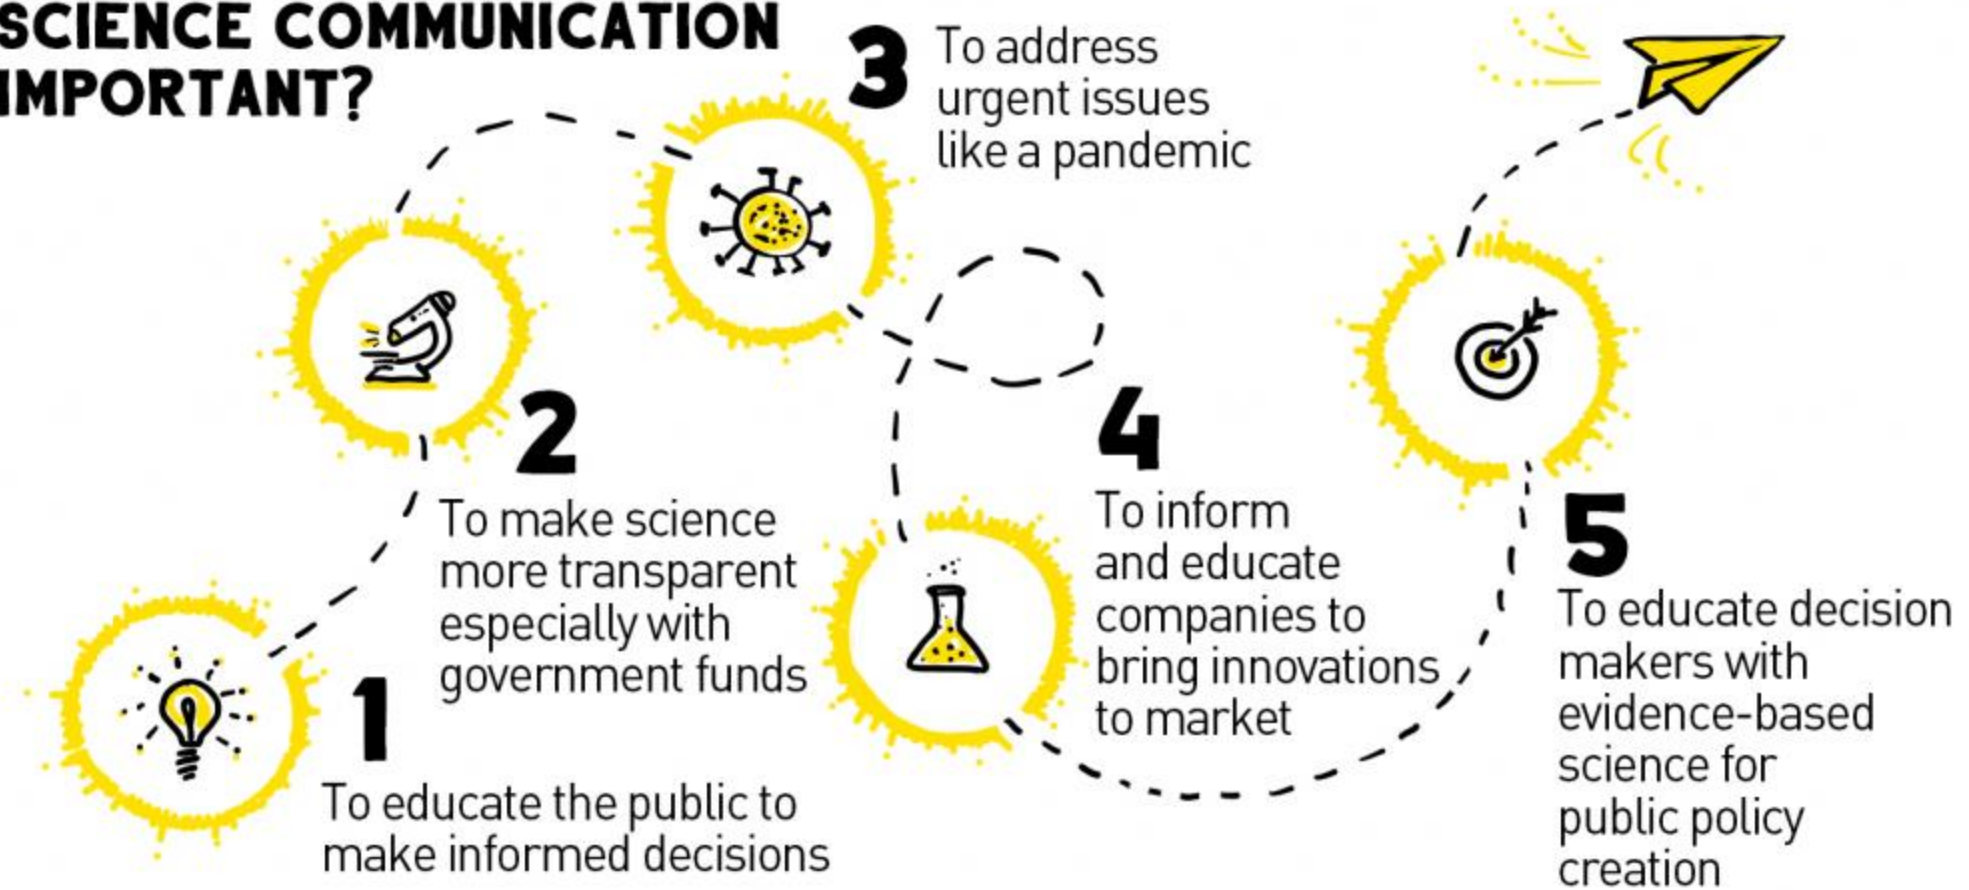 SCIENCE COMMUNICATION
IMPORTANT?
1
To educate the public to
make informed decisions
2
To make science
more transparent
especially with
government funds
3
To address
urgent issues
like a pandemic
4
To inform
and educate
companies to
bring innovations
to market
5
To educate decision
makers with
evidence-based
science for
public policy
creation